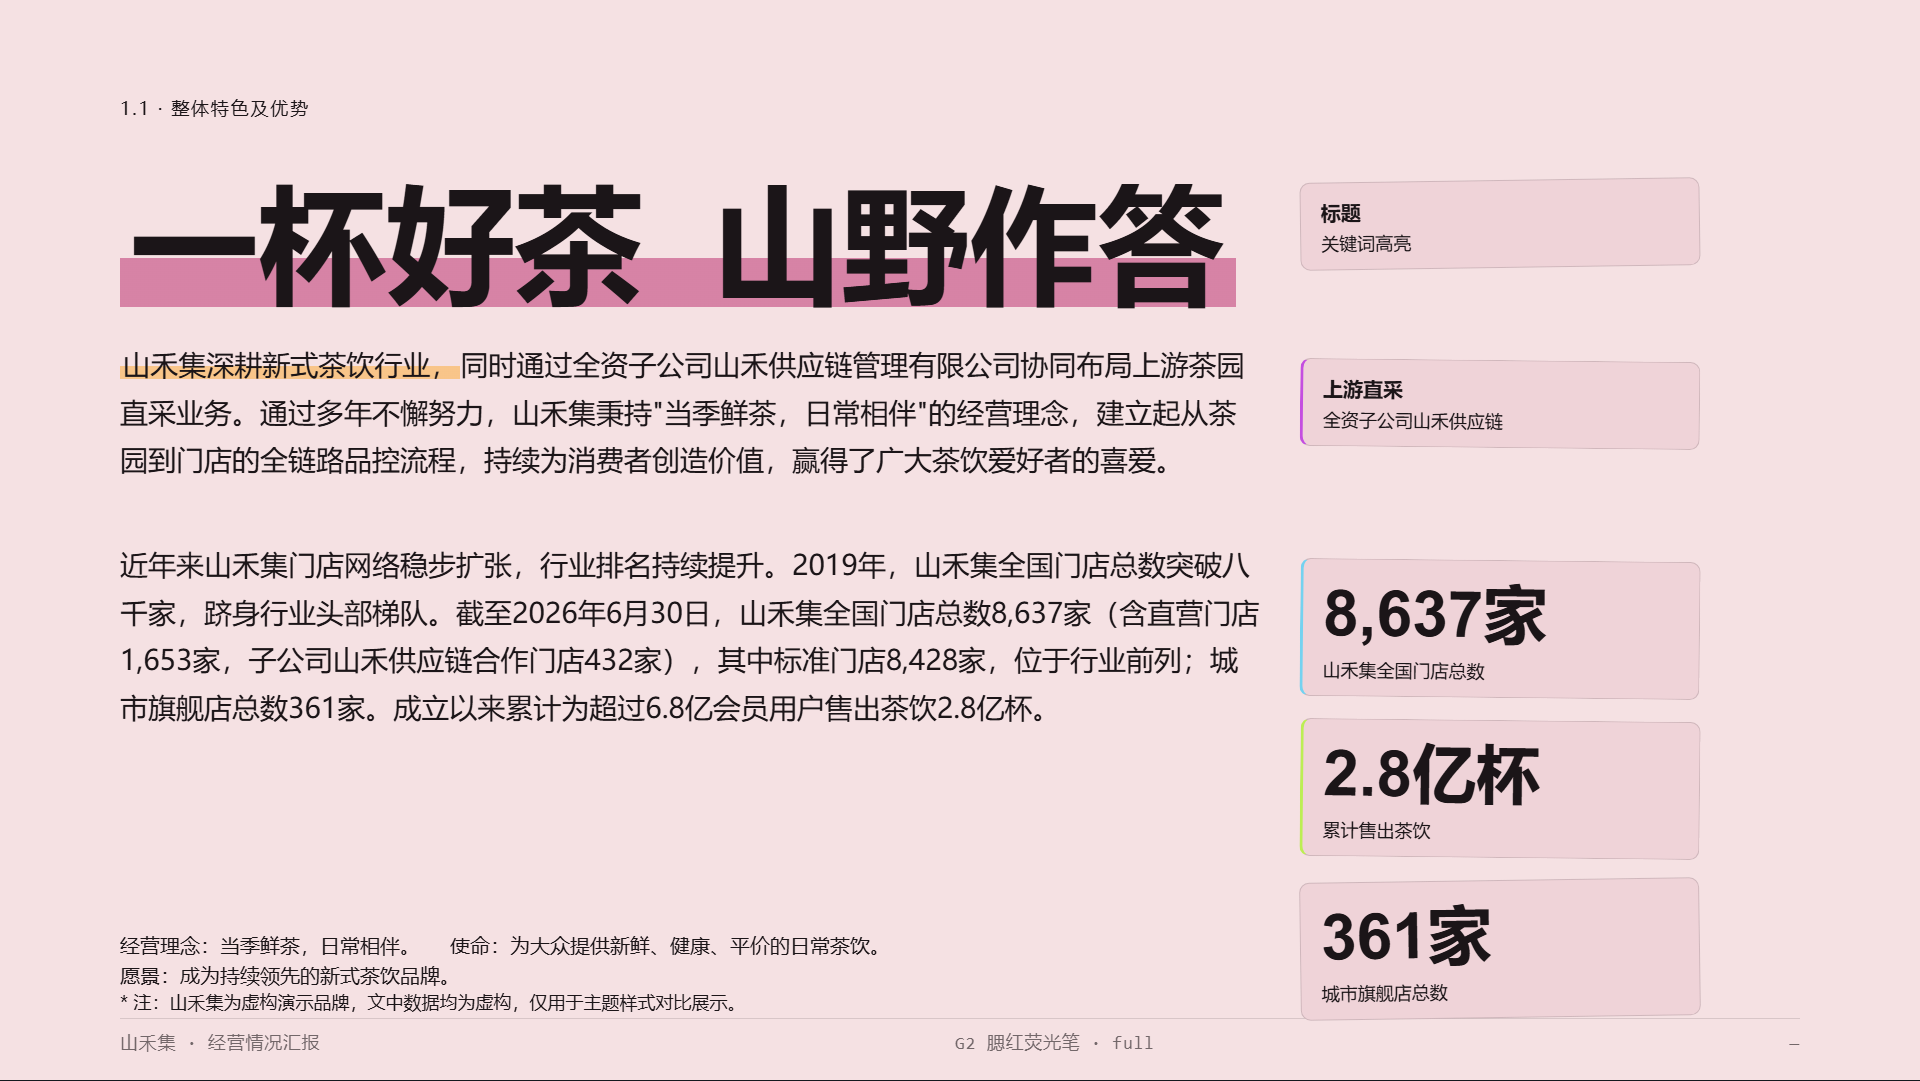 1.1 · 整体特色及优势
一杯好茶 山野作答
山禾集深耕新式茶饮行业，同时通过全资子公司山禾供应链管理有限公司协同布局上游茶园
直采业务。通过多年不懈努力，山禾集秉持"当季鲜茶，日常相伴"的经营理念，建立起从茶
园到门店的全链路品控流程，持续为消费者创造价值，赢得了广大茶饮爱好者的喜爱。
近年来山禾集门店网络稳步扩张，行业排名持续提升。2019年，山禾集全国门店总数突破八
千家，跻身行业头部梯队。截至2026年6月30日，山禾集全国门店总数8,637家（含直营门店
1,653家，子公司山禾供应链合作门店432家），其中标准门店8,428家，位于行业前列；城
市旗舰店总数361家。成立以来累计为超过6.8亿会员用户售出茶饮2.8亿杯。
经营理念：当季鲜茶，日常相伴。 使命：为大众提供新鲜、健康、平价的日常茶饮。
愿景：成为持续领先的新式茶饮品牌。
* 注：山禾集为虚构演示品牌，文中数据均为虚构，仅用于主题样式对比展示。
标题
关键词高亮
上游直采
全资子公司山禾供应链
8,637家
山禾集全国门店总数
2.8亿杯
累计售出茶饮
361家
城市旗舰店总数
山禾集 · 经营情况汇报
G2 腮红荧光笔 · full
—